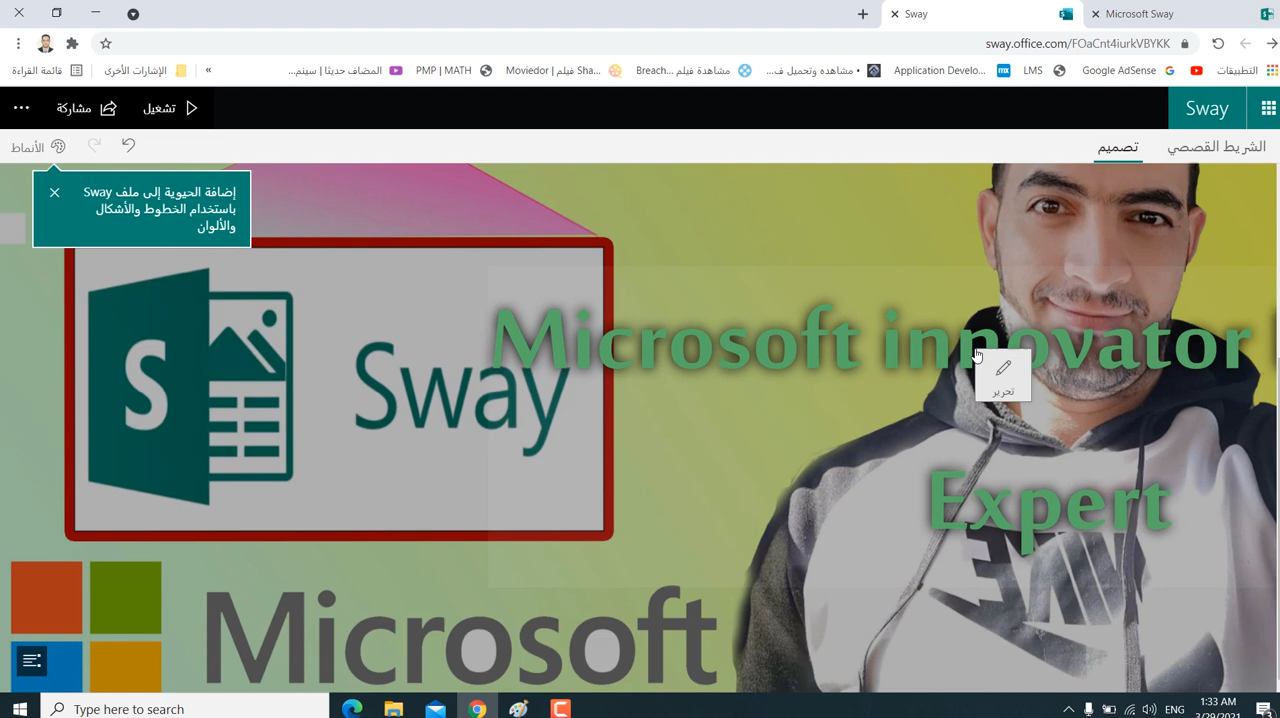 Microsoft Sway
Sway
sway.office.com/FOaCnt4iurkVBYKK
التطبيقات
Google AdSense
LMS
Application Develo...
• مشاهده وتحميل ف...
مشاهدة فيلم Breach...
Moviedor | فيلم Sha...
PMP | MATH
المضاف حديثا | سينم...
«
الإشارات الأخرى
قائمة القراءة
Sway
تشغيل
مشاركة
الشريط القصصي
تصميم
الأنماط
إضافة الحيوية إلى ملف Sway
باستخدام الخطوط والأشكال
والألوان
S
Sway
Microsoft innovator
تحرير
Expert
Microsoft
Type here to search
ENG
1:33 AM
3/29/2021